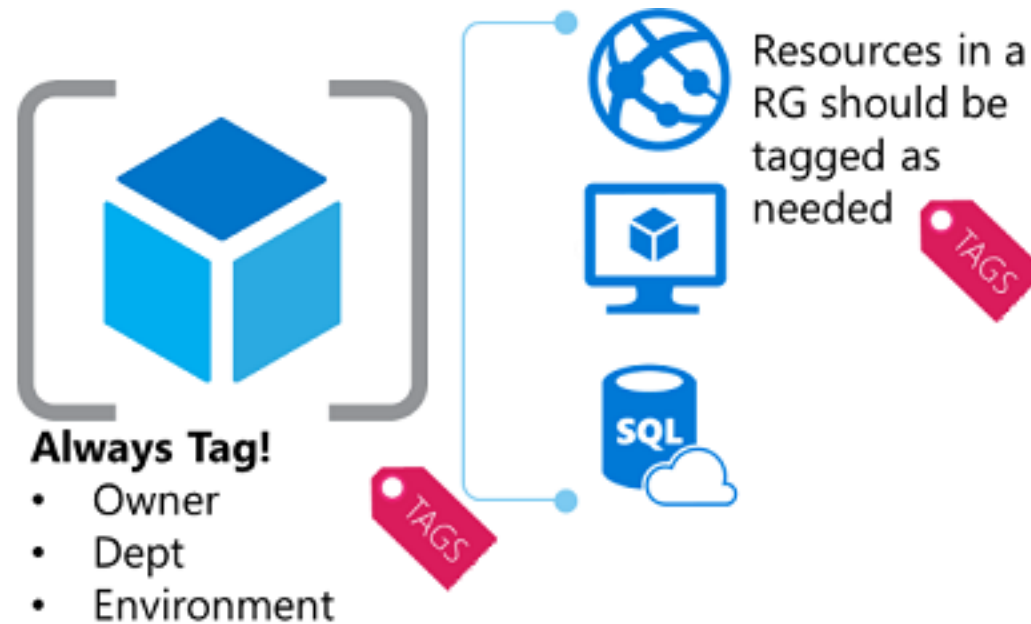 Resources in a
RG should be
tagged as
needed
TAGS
SQL
Always Tag!
• Owner
• Dept
• Environment
TAGS